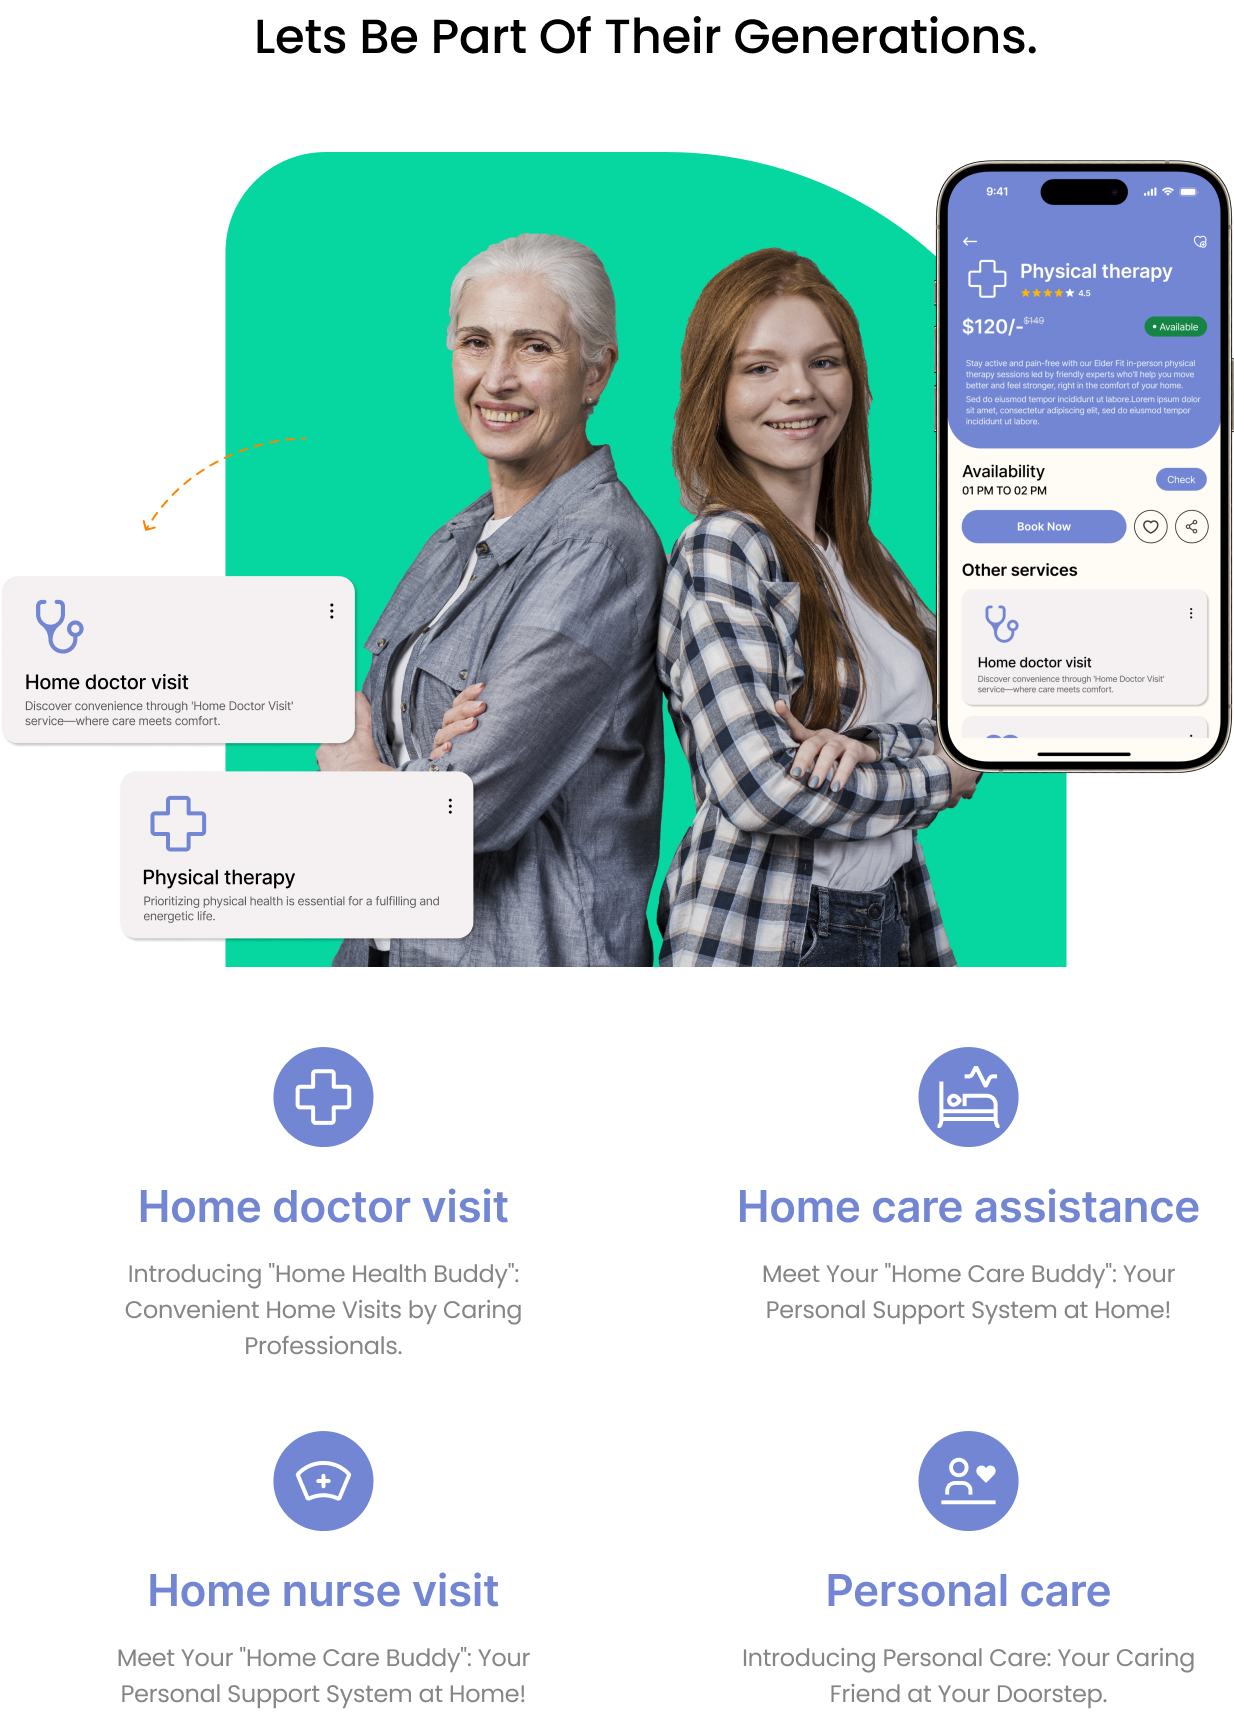 Lets Be Part Of Their Generations.
9:41
Physical therapy
4.5
$120/- $149
• Available
Stay active and pain-free with our Elder Fit in-person physical
therapy sessions led by friendly experts who'll help you move
better and feel stronger, right in the comfort of your home.
Sed do eiusmod tempor incididunt ut labore.Lorem ipsum dolor
sit amet, consectetur adipiscing elit, sed do eiusmod tempor
incididunt ut labore.
Availability
01 PM TO 02 PM
Check
Book Now
Other services
Home doctor visit
Discover convenience through 'Home Doctor Visit'
service—where care meets comfort.
Home doctor visit
Discover convenience through 'Home Doctor Visit'
service—where care meets comfort.
Physical therapy
Prioritizing physical health is essential for a fulfilling and
energetic life.
Home doctor visit
Introducing "Home Health Buddy":
Convenient Home Visits by Caring
Professionals.
Home care assistance
Meet Your "Home Care Buddy": Your
Personal Support System at Home!
Home nurse visit
Meet Your "Home Care Buddy": Your
Personal Support System at Home!
Personal care
Introducing Personal Care: Your Caring
Friend at Your Doorstep.